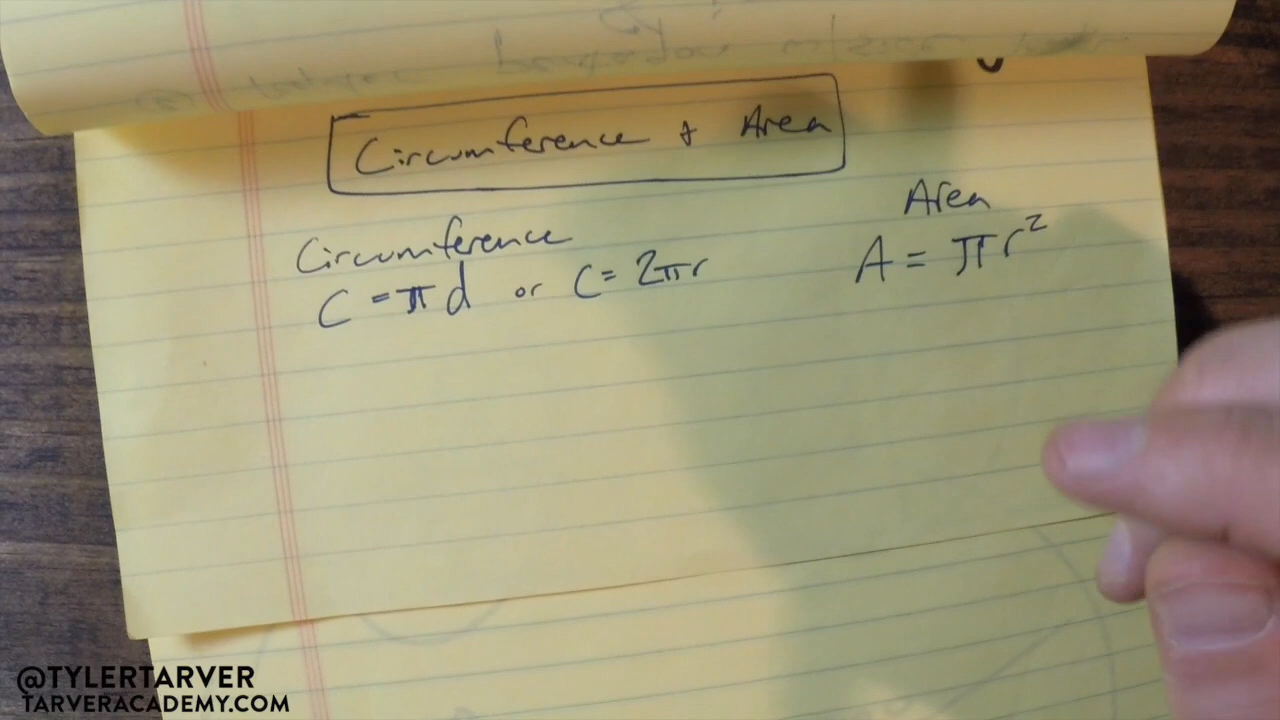 Circumference & Area
Circumference
C = πd or C = 2πr
Area
A = πr²
@TYLERTARVER
TARVERACADEMY.COM